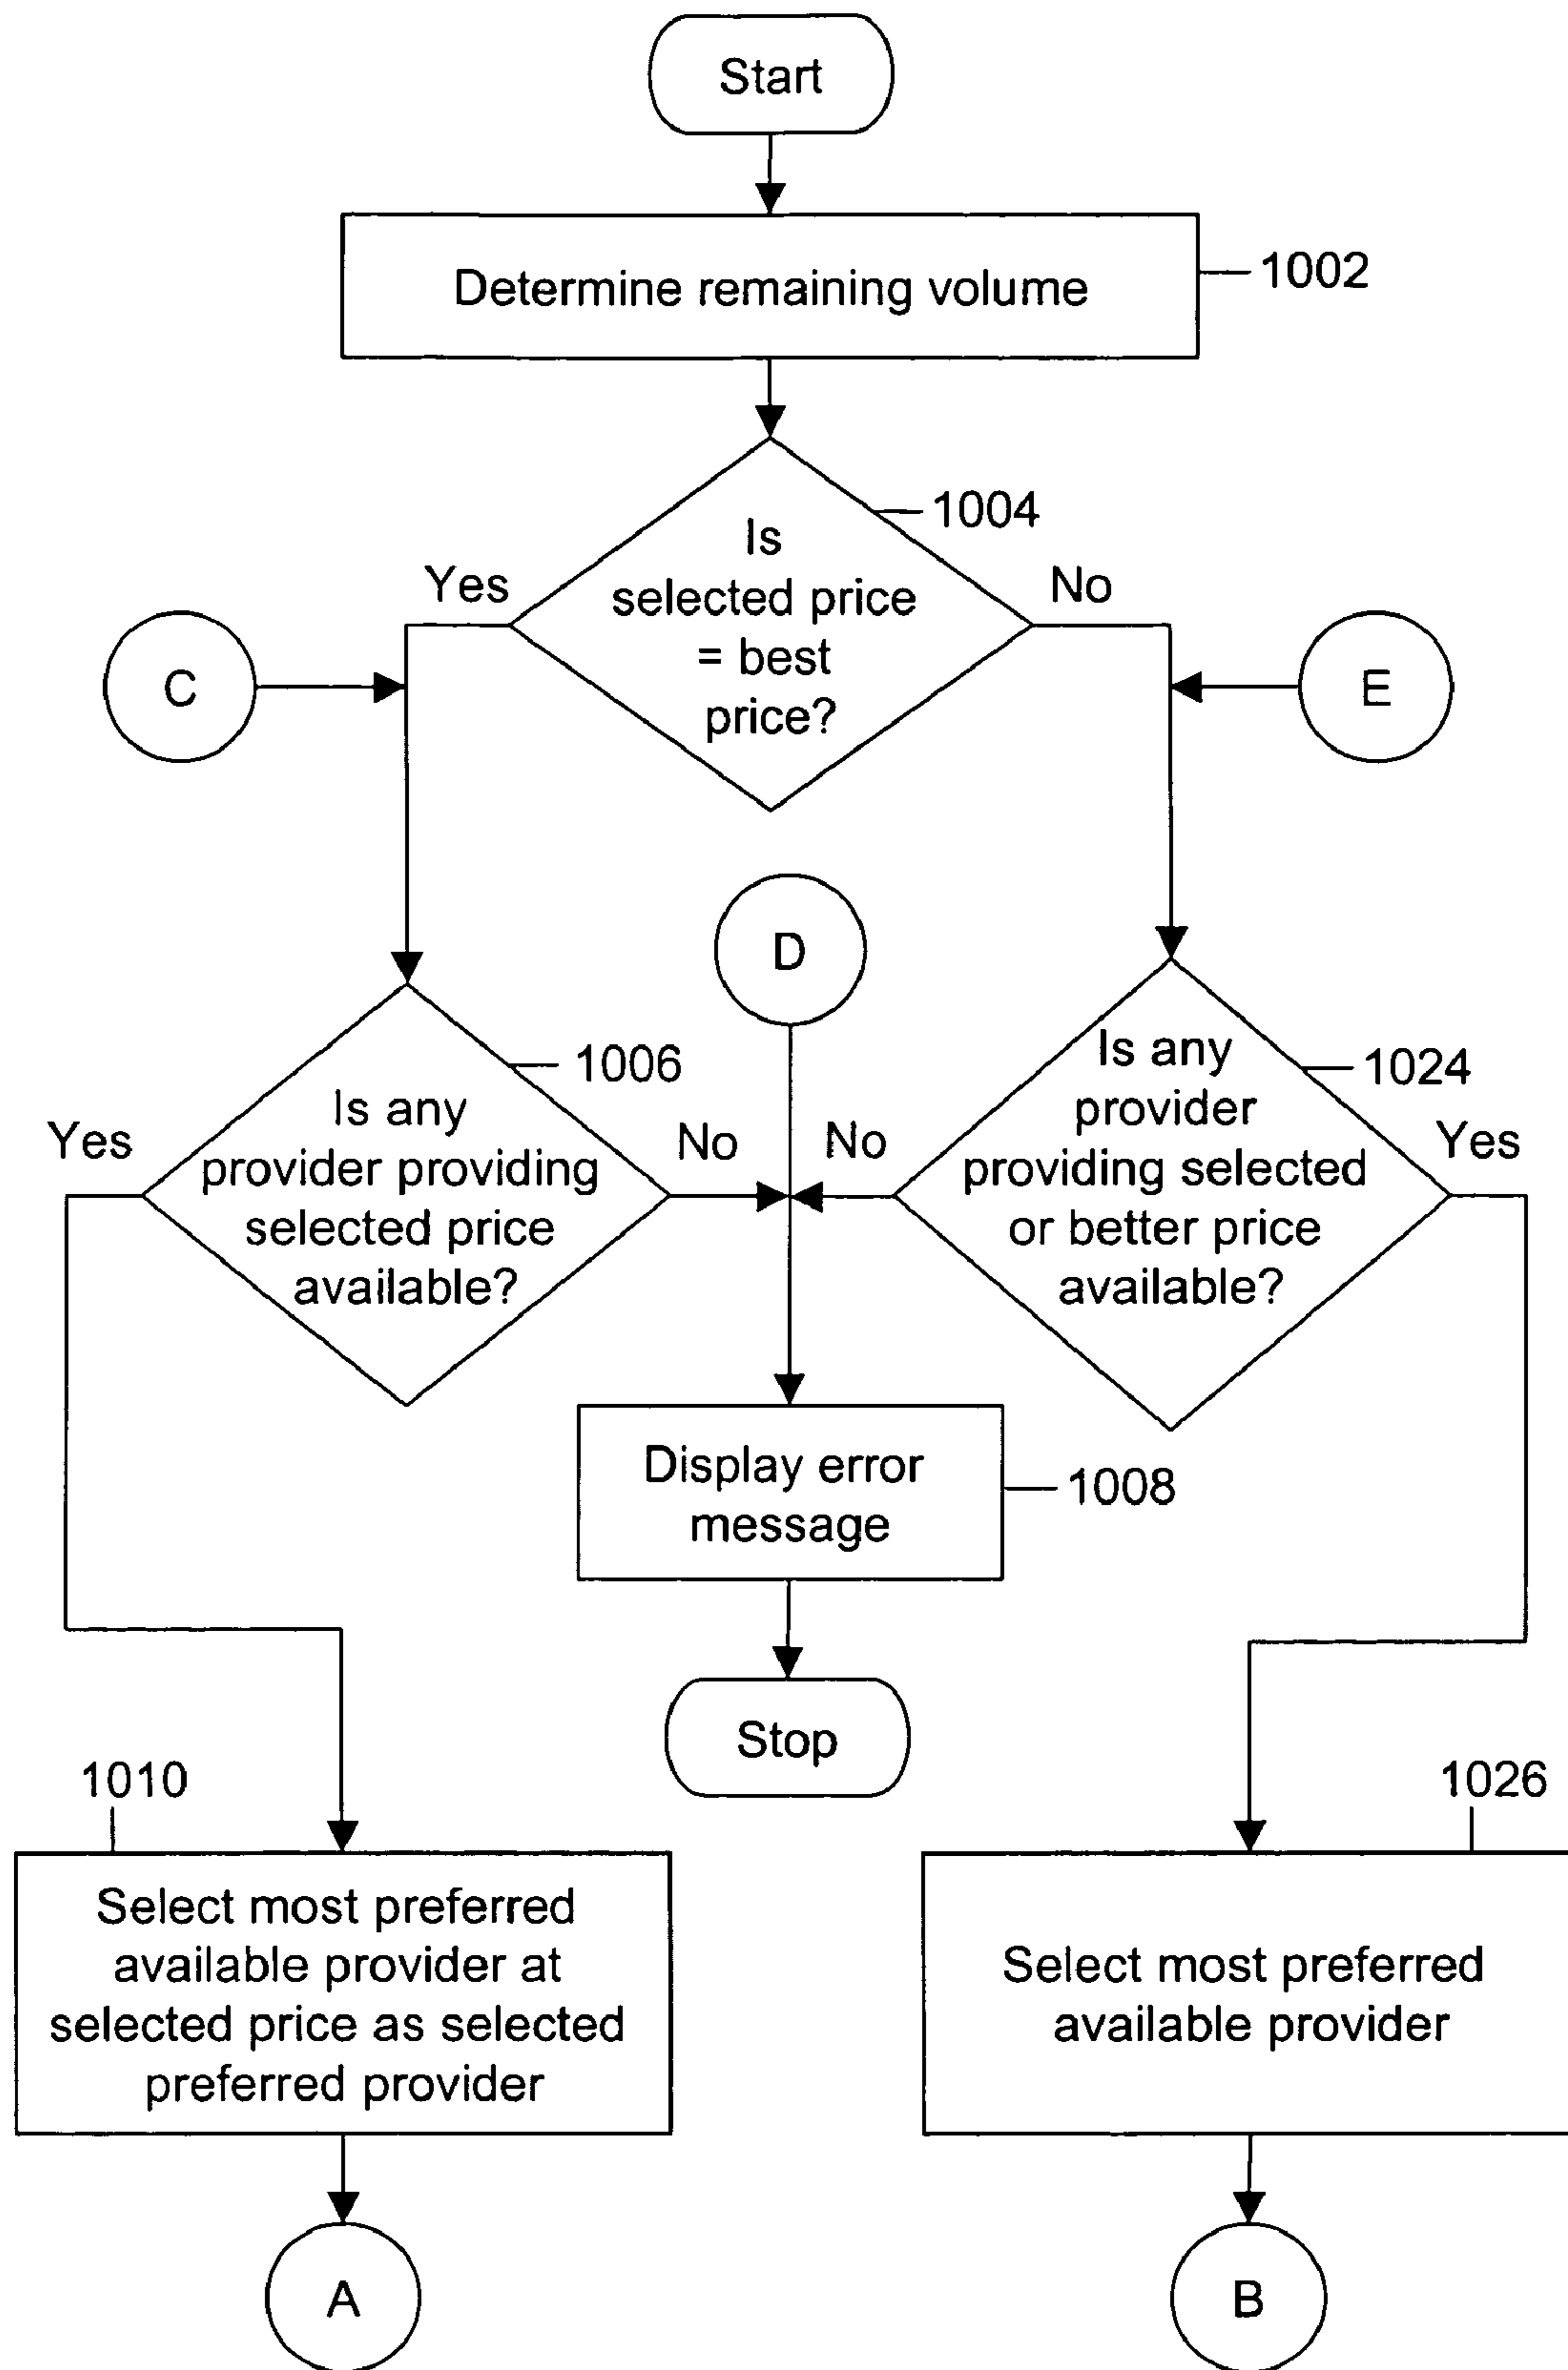 Start
Determine remaining volume
1002
1004
Is
selected price
= best
price?
Yes
No
C
E
D
1006
Is any
provider providing
selected price
available?
Yes
No
No
Is any
provider
providing selected
or better price
available?
1024
Yes
Display error
message
1008
Stop
1010
1026
Select most preferred
available provider at
selected price as selected
preferred provider
Select most preferred
available provider
A
B